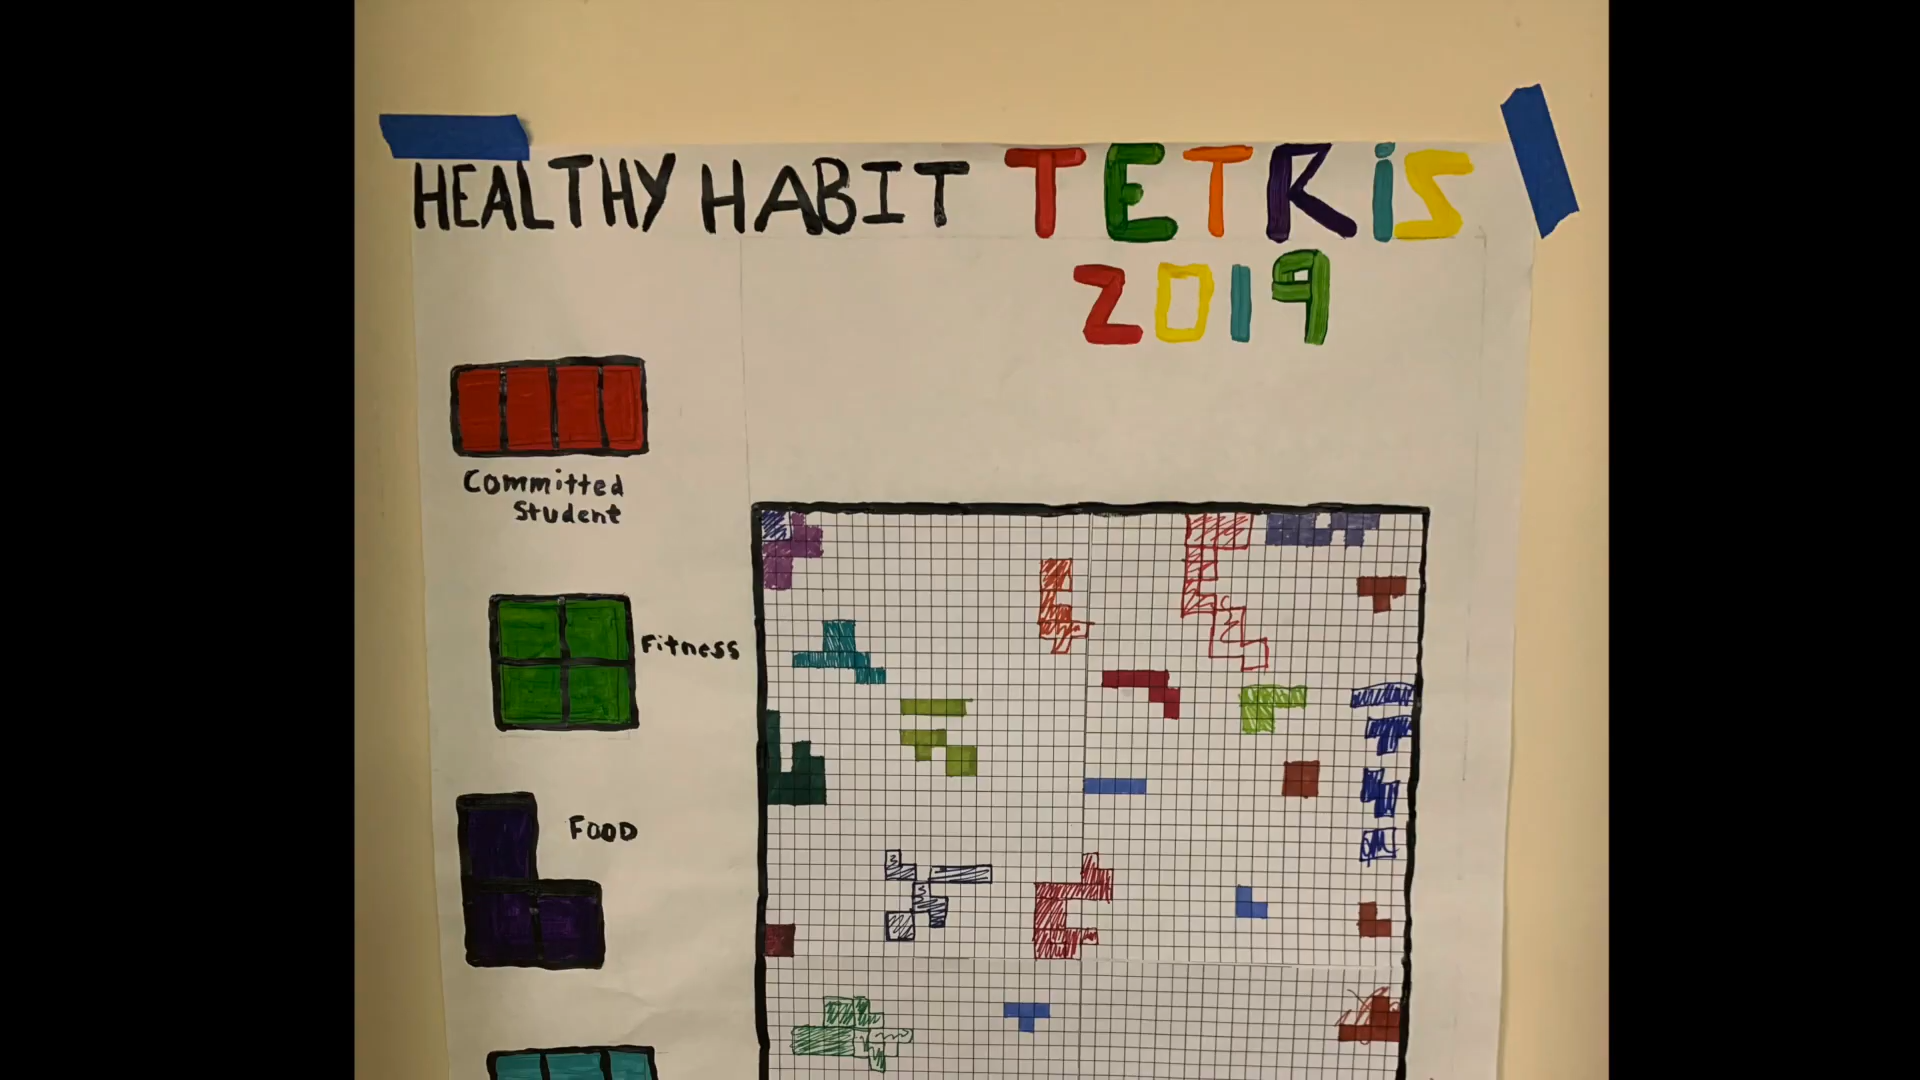 HEALTHY HABIT TETRiS
2019
Committed
Student
Fitness
FOOD